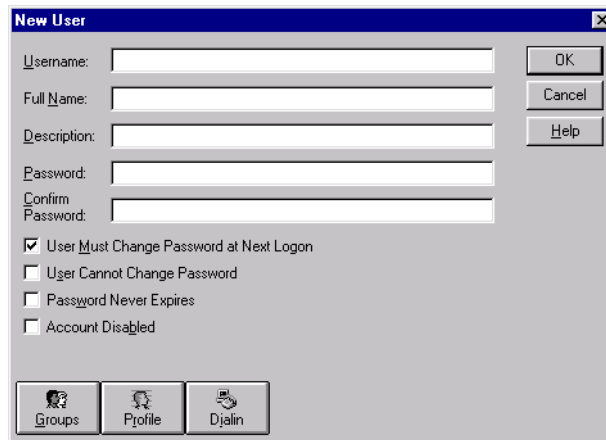 New User
Username:
OK
Full Name:
Cancel
Description:
Help
Password:
Confirm
Password:
User Must Change Password at Next Logon
User Cannot Change Password
Password Never Expires
Account Disabled
Groups
Profile
Dialin